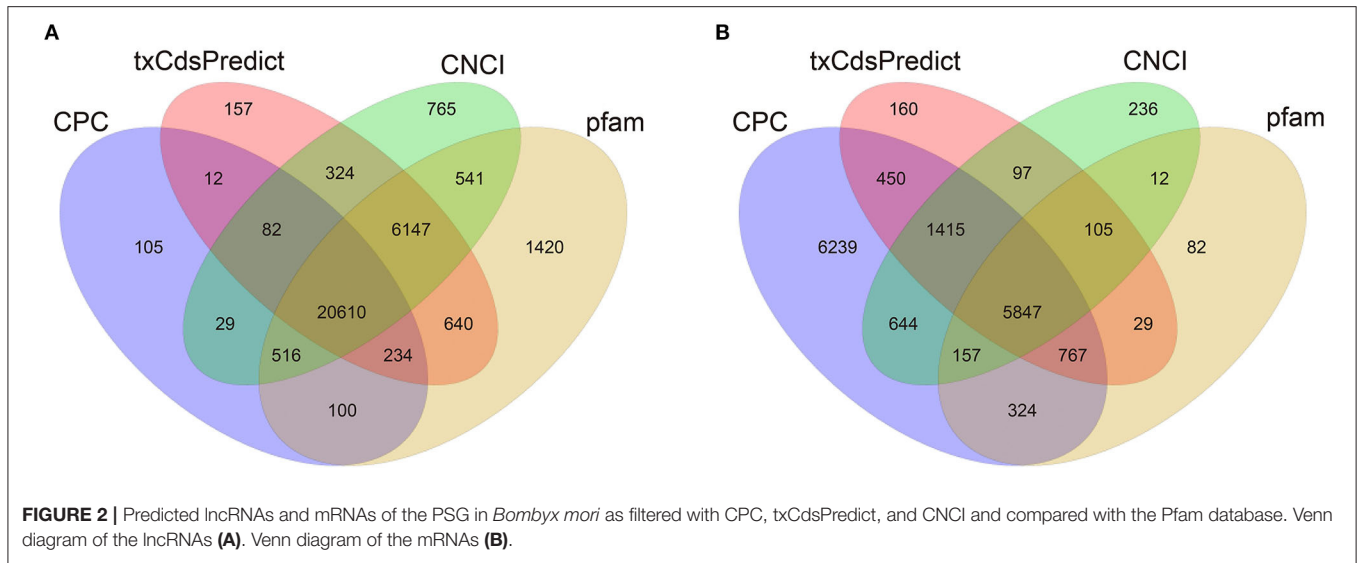 A
B
txCdsPredict
CNCI
CPC
pfam
157
765
12
324
541
105
82
6147
1420
29
20610
640
516
234
100
txCdsPredict
CNCI
CPC
pfam
160
236
450
97
12
6239
1415
105
82
644
5847
29
157
767
324
FIGURE 2 | Predicted lncRNAs and mRNAs of the PSG in Bombyx mori as filtered with CPC, txCdsPredict, and CNCI and compared with the Pfam database. Venn
diagram of the lncRNAs (A). Venn diagram of the mRNAs (B).